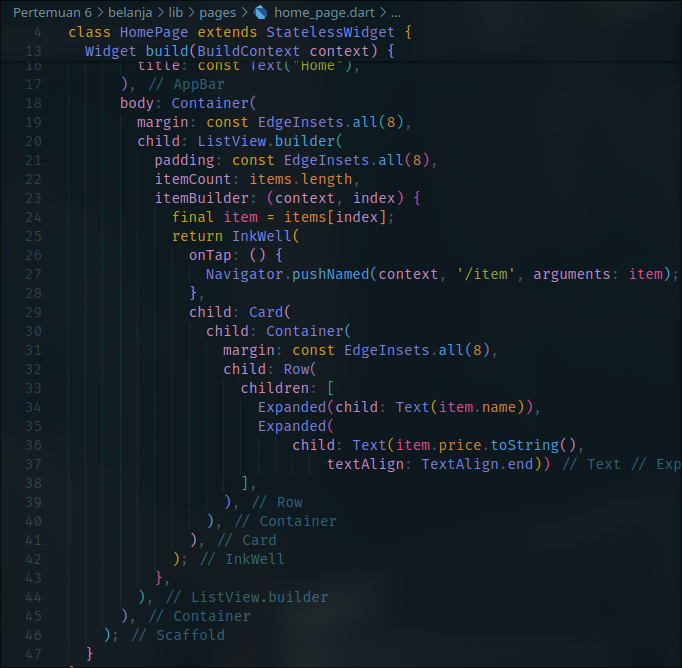 Pertemuan 6 > belanja > lib > pages > home_page.dart > ...
4 class HomePage extends StatelessWidget {
13   Widget build(BuildContext context) {
16         title: const Text("Home"),
17       ), // AppBar
18       body: Container(
19         margin: const EdgeInsets.all(8),
20         child: ListView.builder(
21           padding: const EdgeInsets.all(8),
22           itemCount: items.length,
23           itemBuilder: (context, index) {
24             final item = items[index];
25             return InkWell(
26               onTap: () {
27                 Navigator.pushNamed(context, '/item', arguments: item);
28               },
29               child: Card(
30                 child: Container(
31                   margin: const EdgeInsets.all(8),
32                   child: Row(
33                     children: [
34                       Expanded(child: Text(item.name)),
35                       Expanded(
36                           child: Text(item.price.toString(),
37                               textAlign: TextAlign.end)) // Text // Exp
38                     ],
39                   ), // Row
40                 ), // Container
41               ), // Card
42             ); // InkWell
43           },
44         ), // ListView.builder
45       ), // Container
46     ); // Scaffold
47   }